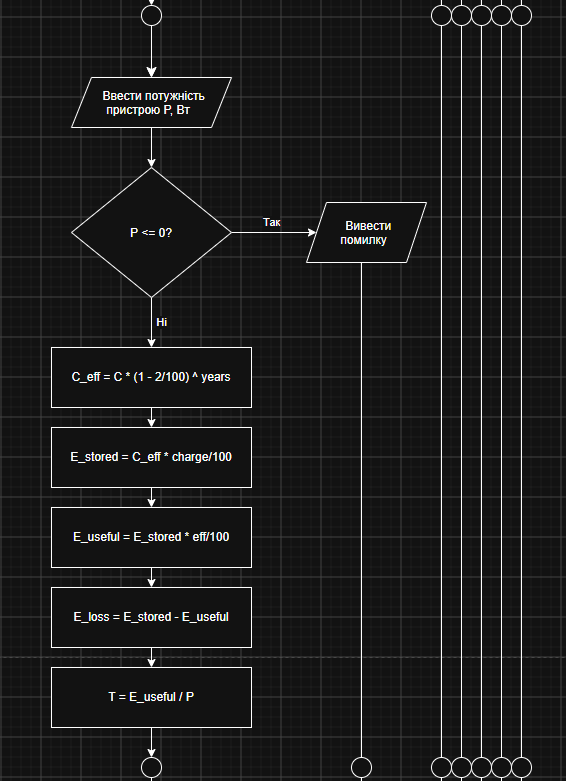 Ввести потужність
пристрою P, Вт
P <= 0?
Так
Вивести
помилку
Ні
C_eff = C * (1 - 2/100) ^ years
E_stored = C_eff * charge/100
E_useful = E_stored * eff/100
E_loss = E_stored - E_useful
T = E_useful / P